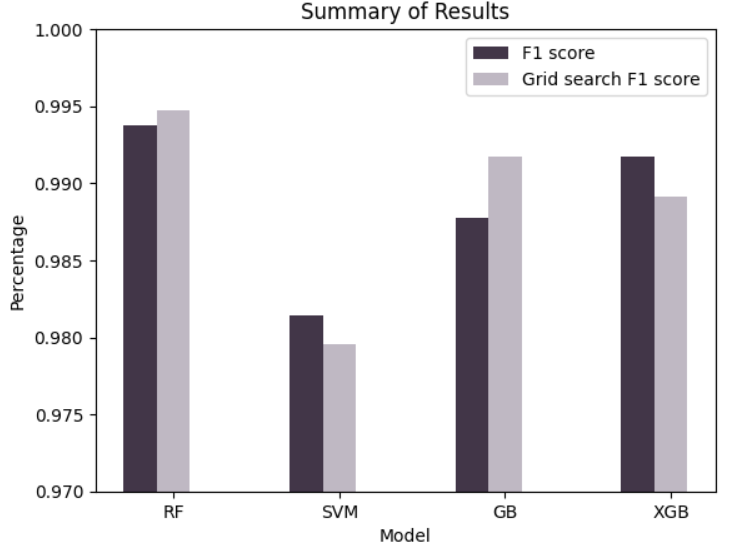 Summary of Results
F1 score
Grid search F1 score
1.000
0.995
0.990
0.985
0.980
0.975
0.970
Percentage
RF SVM GB XGB
Model